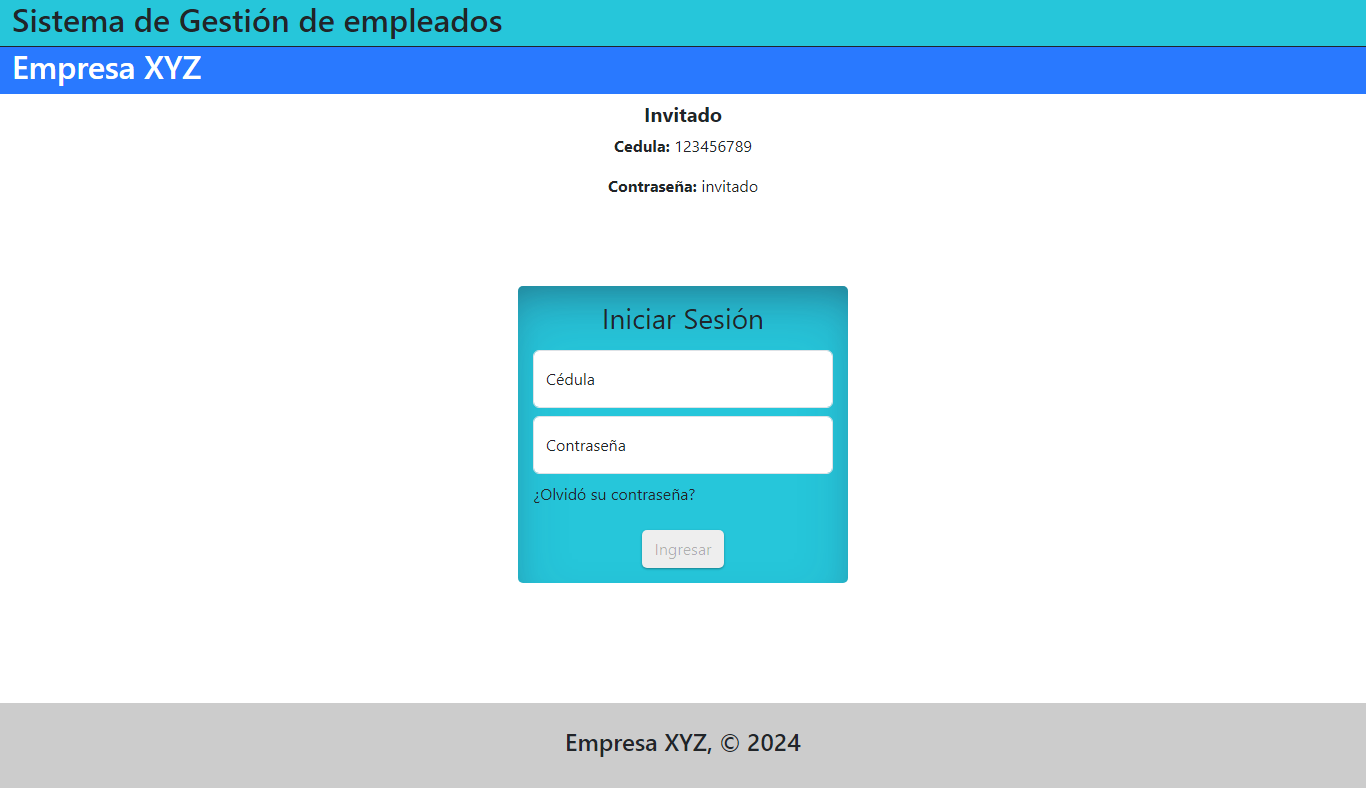 Sistema de Gestión de empleados
Empresa XYZ
Invitado
Cedula: 123456789
Contraseña: invitado
Iniciar Sesión
Cédula
Contraseña
¿Olvidó su contraseña?
Ingresar
Empresa XYZ, © 2024